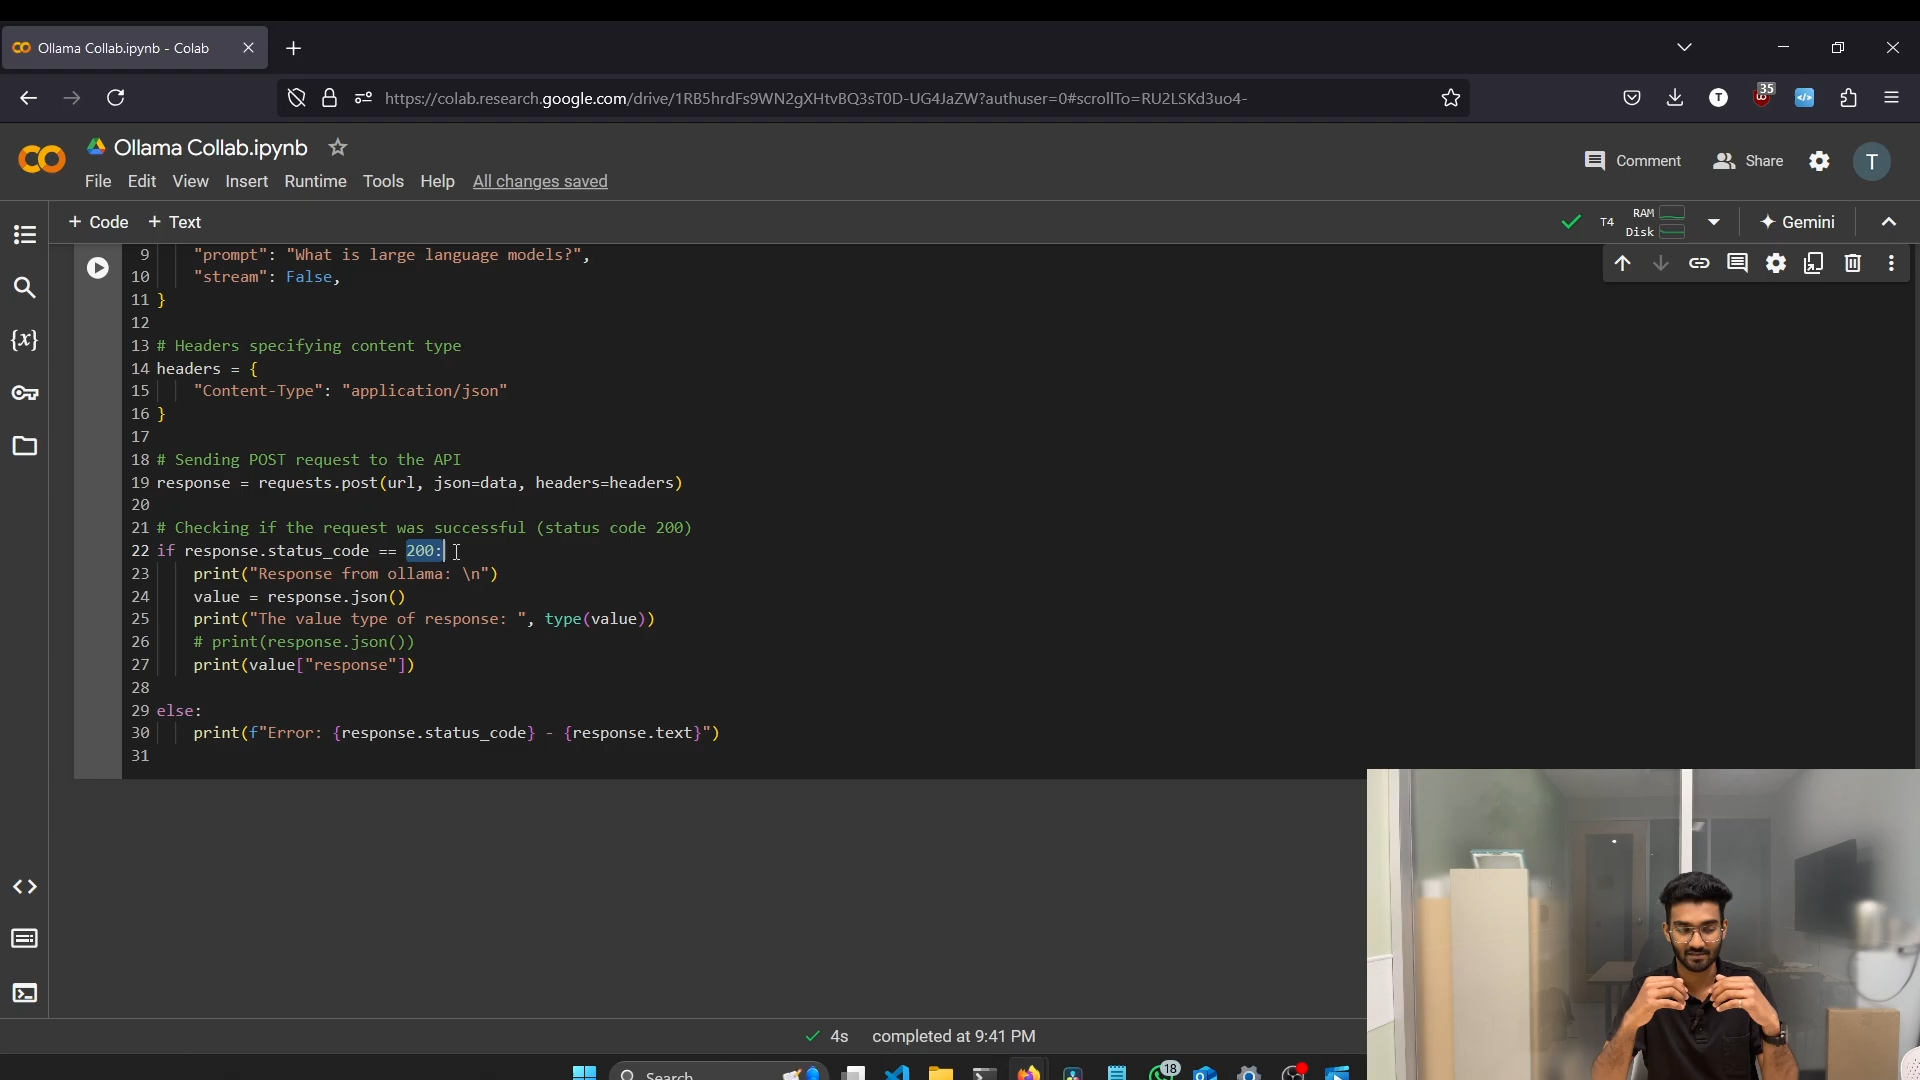 Ollama Collab.ipynb - Colab
https://colab.research.google.com/drive/1RB5hrdFs9WN2gXHtvBQ3sT0D-UG4JaZW?authuser=0#scrollTo=RU2LSKd3uo4-
T
35
Ollama Collab.ipynb
Comment
Share
T
File Edit View Insert Runtime Tools Help All changes saved
+ Code + Text
T4
RAM
Disk
Gemini
9 "prompt": "What is large language models?",
10 "stream": False,
11 }
12
13 # Headers specifying content type
14 headers = {
15 "Content-Type": "application/json"
16 }
17
18 # Sending POST request to the API
19 response = requests.post(url, json=data, headers=headers)
20
21 # Checking if the request was successful (status code 200)
22 if response.status_code == 200:
23 print("Response from ollama: \n")
24 value = response.json()
25 print("The value type of response: ", type(value))
26 # print(response.json())
27 print(value["response"])
28
29 else:
30 print(f"Error: {response.status_code} - {response.text}")
31
4s completed at 9:41 PM
Search
18